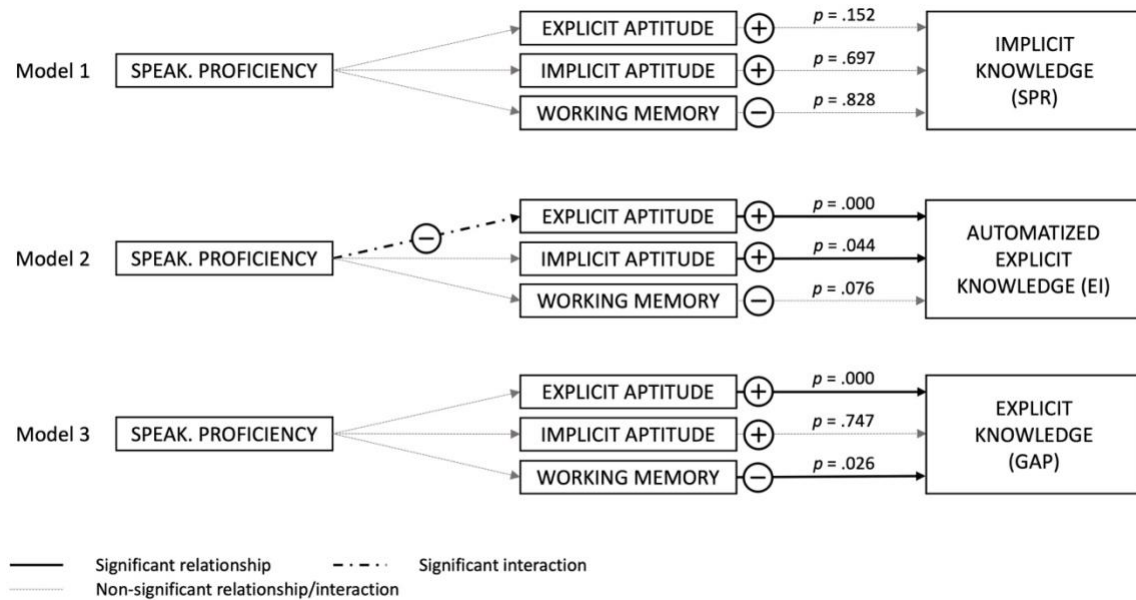 EXPLICIT APTITUDE + p = .152
Model 1 SPEAK. PROFICIENCY IMPLICIT APTITUDE + p = .697
WORKING MEMORY − p = .828
IMPLICIT
KNOWLEDGE
(SPR)
−
EXPLICIT APTITUDE + p = .000
Model 2 SPEAK. PROFICIENCY IMPLICIT APTITUDE + p = .044
WORKING MEMORY − p = .076
AUTOMATIZED
EXPLICIT
KNOWLEDGE (EI)
EXPLICIT APTITUDE + p = .000
Model 3 SPEAK. PROFICIENCY IMPLICIT APTITUDE + p = .747
WORKING MEMORY − p = .026
EXPLICIT
KNOWLEDGE
(GAP)
Significant relationship Significant interaction
Non-significant relationship/interaction